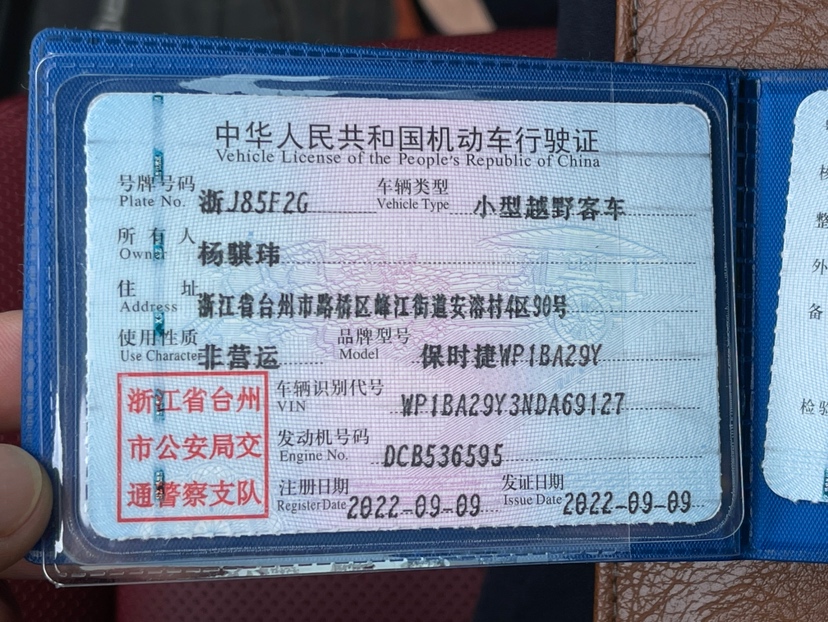 中华人民共和国机动车行驶证
Vehicle License of the People's Republic of China
号牌号码 浙J85F2G 车辆类型 小型越野客车
Plate No. Vehicle Type
所有人 杨骐玮
Owner
住址 浙江省台州市路桥区峰江街道安溶村4区90号
Address
使用性质 非营运 品牌型号 保时捷WP1BA29Y
Use Character Model
浙江省台州
市公安局交
通警察支队
车辆识别代号 WP1BA29Y3NDA69127
VIN
发动机号码 DCB536595
Engine No.
注册日期 2022-09-09 发证日期 2022-09-09
Register Date Issue Date
整
外
备
检验